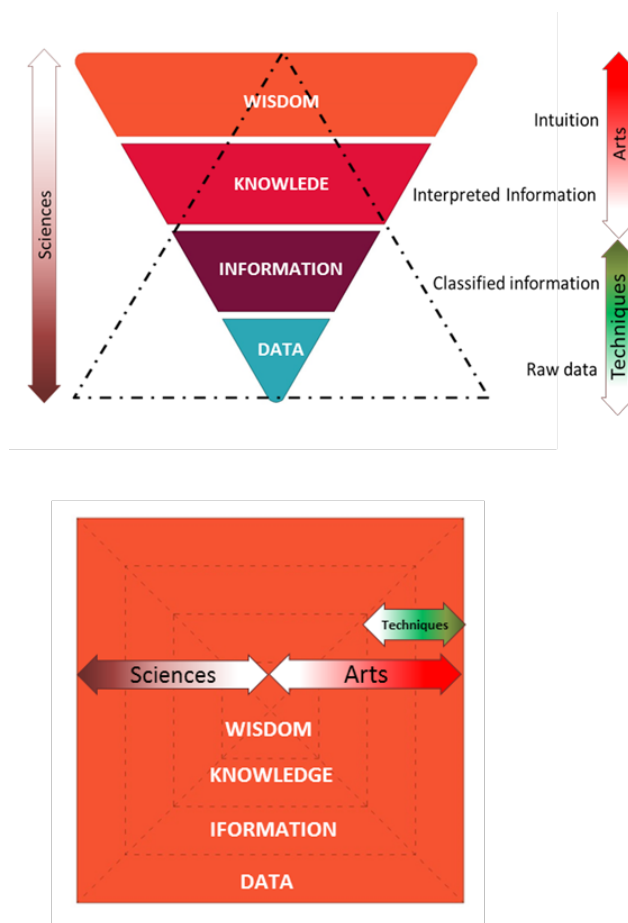 WISDOM
Intuition
Arts
KNOWLEDE
Interpreted Information
Sciences
INFORMATION
Classified information
DATA
Raw data
Techniques
Techniques
Sciences
Arts
WISDOM
KNOWLEDGE
IFORMATION
DATA